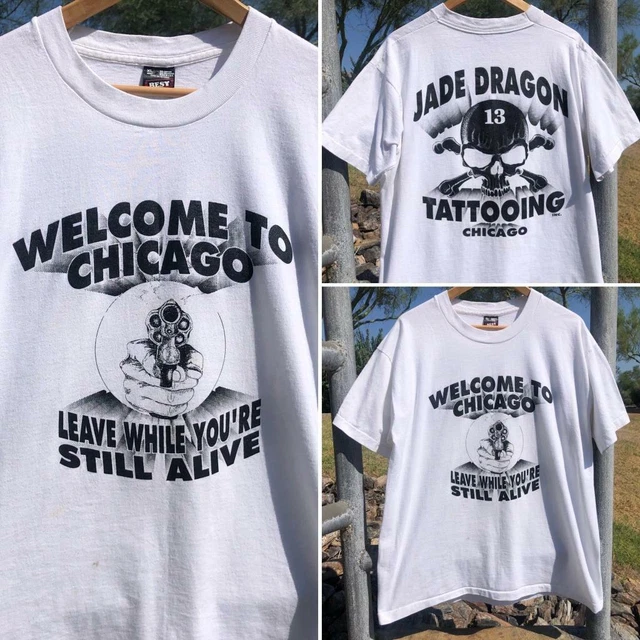 BEST
WELCOME TO
CHICAGO
LEAVE WHILE YOU'RE
STILL ALIVE
JADE DRAGON
13
TATTOOING
CHICAGO
WELCOME TO
CHICAGO
LEAVE WHILE YOU'RE
STILL ALIVE